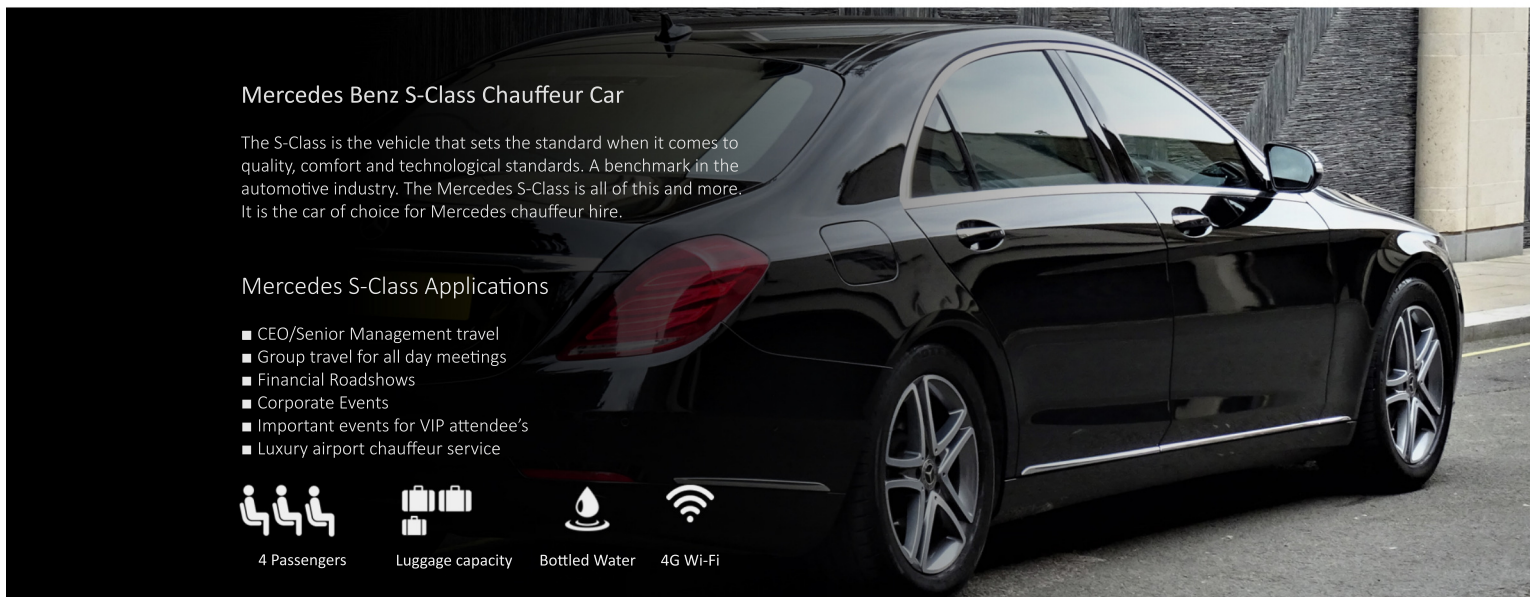 Mercedes Benz S-Class Chauffeur Car
The S-Class is the vehicle that sets the standard when it comes to
quality, comfort and technological standards. A benchmark in the
automotive industry. The Mercedes S-Class is all of this and more.
It is the car of choice for Mercedes chauffeur hire.
Mercedes S-Class Applications
■ CEO/Senior Management travel
■ Group travel for all day meetings
■ Financial Roadshows
■ Corporate Events
■ Important events for VIP attendee’s
■ Luxury airport chauffeur service
4 Passengers Luggage capacity Bottled Water 4G Wi-Fi